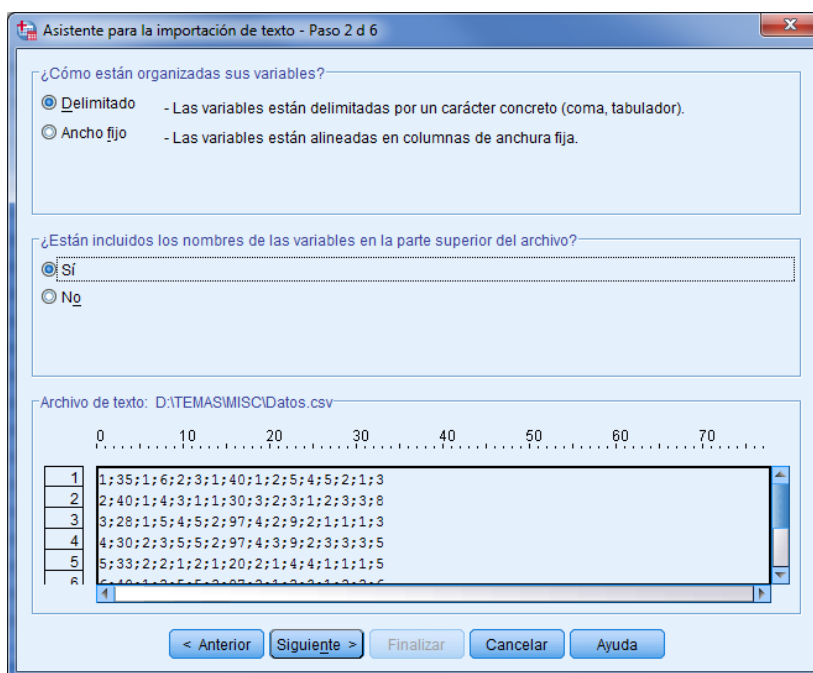 Asistente para la importación de texto - Paso 2 d 6
¿Cómo están organizadas sus variables?
Delimitado - Las variables están delimitadas por un carácter concreto (coma, tabulador).
Ancho fijo - Las variables están alineadas en columnas de anchura fija.
¿Están incluidos los nombres de las variables en la parte superior del archivo?
Sí
No
Archivo de texto: D:\TEMAS\MISC\Datos.csv
0 10 20 30 40 50 60 70
1 1;35;1;6;2;3;1;40;1;2;5;4;5;2;1;3
2 2;40;1;4;3;1;1;30;3;2;3;1;2;3;3;8
3 3;28;1;5;4;5;2;97;4;2;9;2;1;1;1;3
4 4;30;2;3;5;5;2;97;4;3;9;2;3;3;3;5
5 5;33;2;2;1;2;1;20;2;1;4;4;1;1;1;5
6
< Anterior Siguiente > Finalizar Cancelar Ayuda